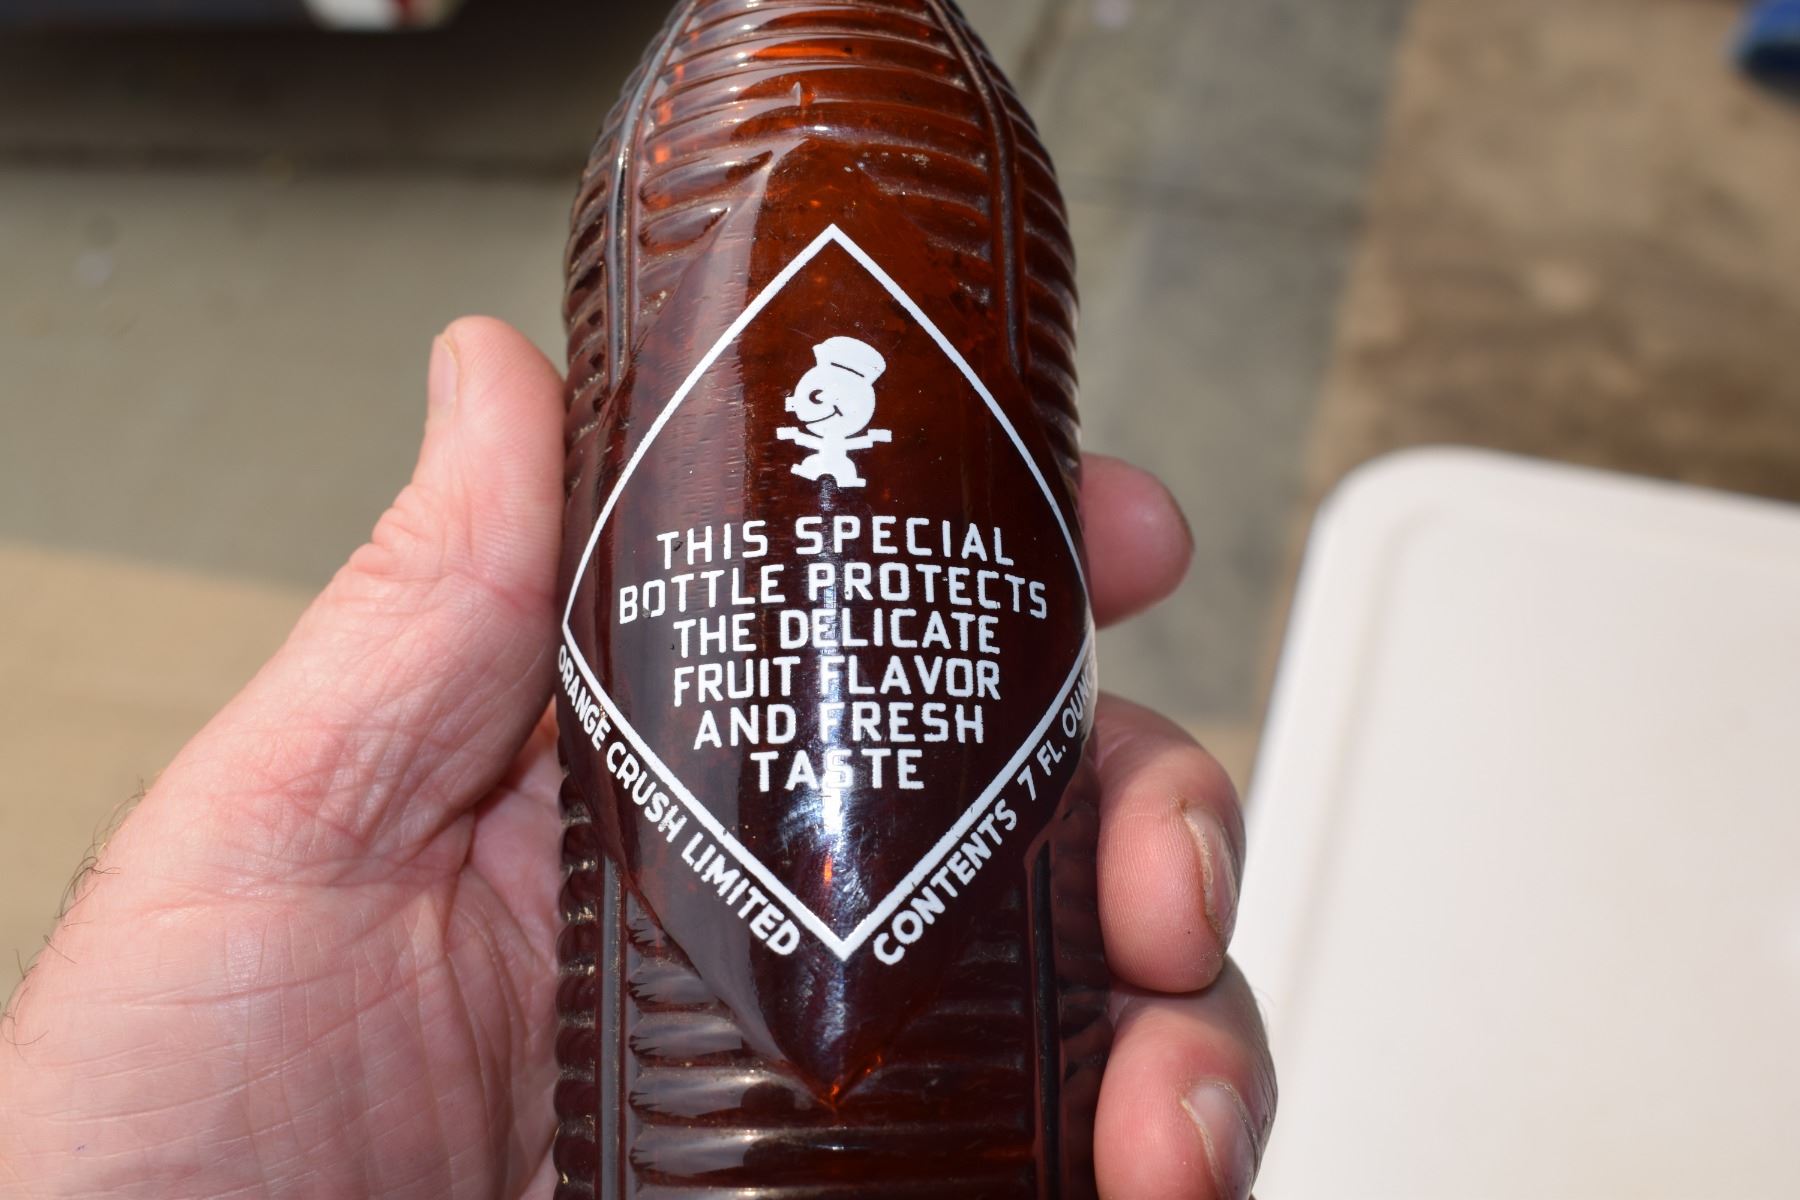 THIS SPECIAL
BOTTLE PROTECTS
THE DELICATE
FRUIT FLAVOR
AND FRESH
TASTE
ORANGE CRUSH LIMITED
CONTENTS 7 FL.